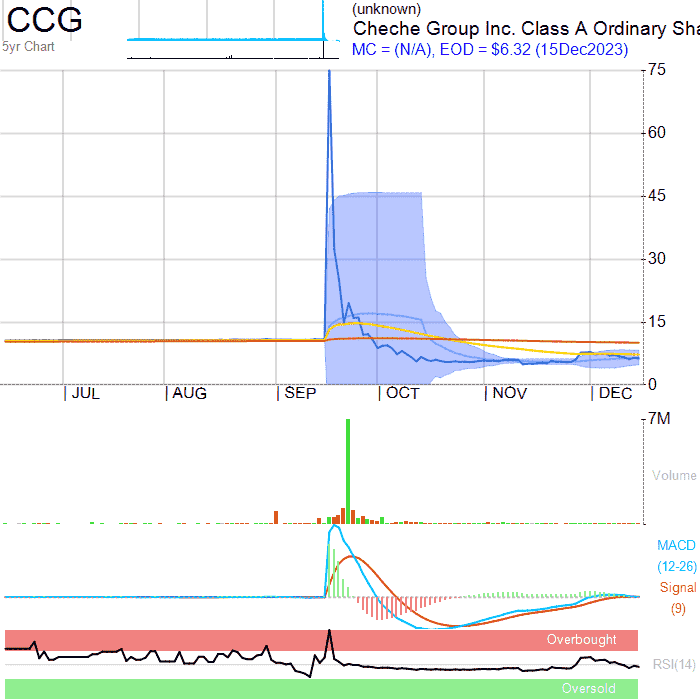 CCG
5yr Chart
(unknown)
Cheche Group Inc. Class A Ordinary Sha
MC = (N/A), EOD = $6.32 (15Dec2023)
75
60
45
30
15
0
| JUL | AUG | SEP | OCT | NOV | DEC
7M
Volume
MACD
(12-26)
Signal
(9)
Overbought
RSI(14)
Oversold